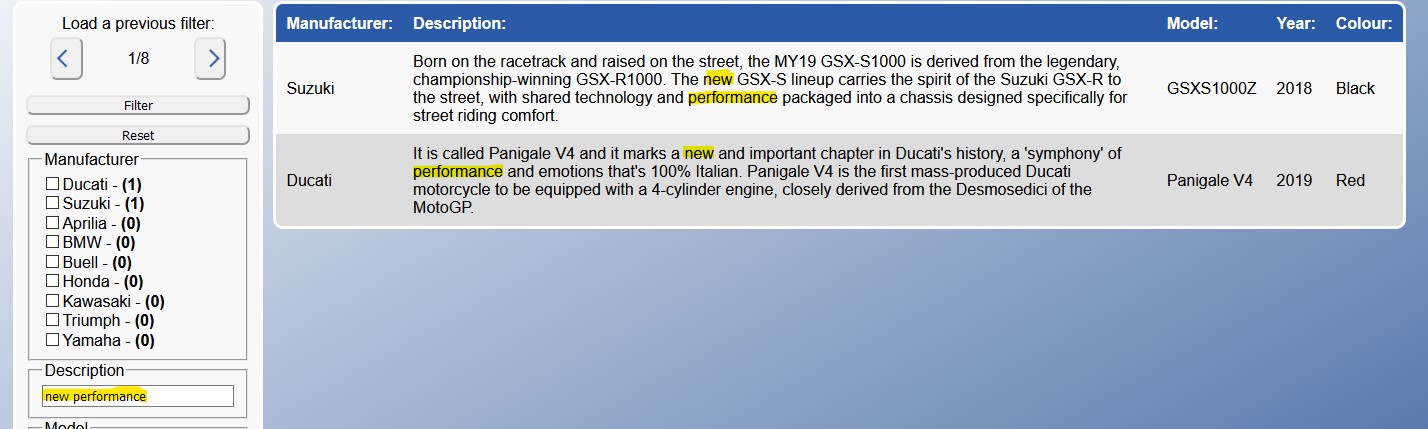 Load a previous filter:
1/8
Filter
Reset
Manufacturer
Ducati - (1)
Suzuki - (1)
Aprilia - (0)
BMW - (0)
Buell - (0)
Honda - (0)
Kawasaki - (0)
Triumph - (0)
Yamaha - (0)
Description
new performance
Model
Manufacturer: Description: Model: Year: Colour:
Born on the racetrack and raised on the street, the MY19 GSX-S1000 is derived from the legendary,
championship-winning GSX-R1000. The new GSX-S lineup carries the spirit of the Suzuki GSX-R to
Suzuki GSXS1000Z 2018 Black
the street, with shared technology and performance packaged into a chassis designed specifically for
street riding comfort.
It is called Panigale V4 and it marks a new and important chapter in Ducati's history, a 'symphony' of
performance and emotions that's 100% Italian. Panigale V4 is the first mass-produced Ducati
Ducati Panigale V4 2019 Red
motorcycle to be equipped with a 4-cylinder engine, closely derived from the Desmosedici of the
MotoGP.